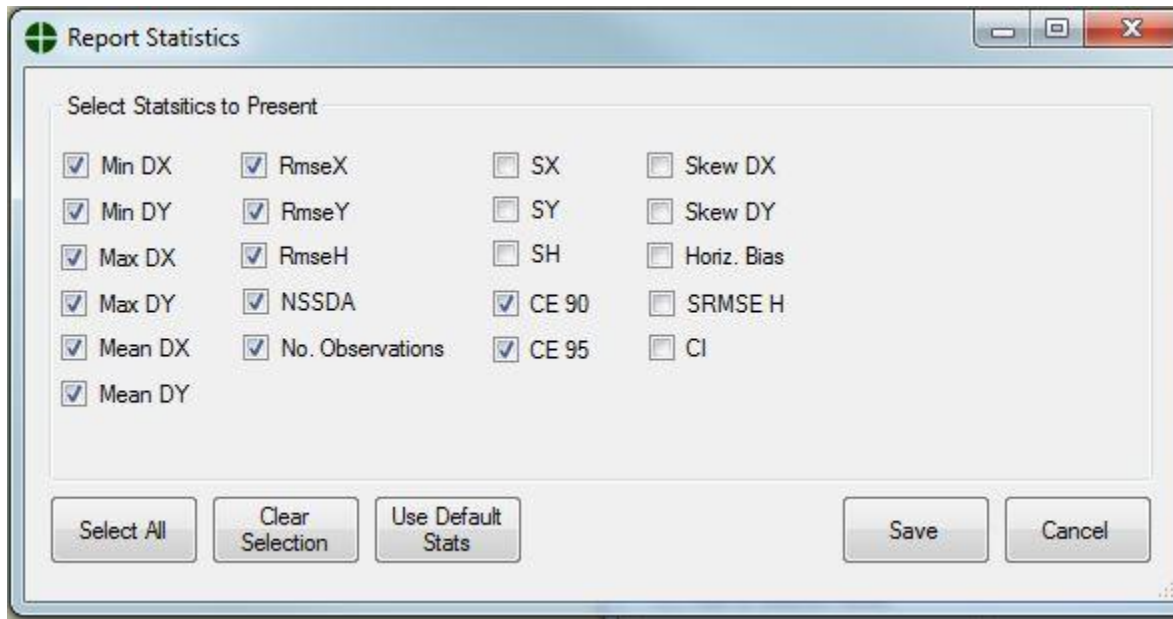 Report Statistics
Select Statsitics to Present
Min DX
RmseX
SX
Skew DX
Min DY
RmseY
SY
Skew DY
Max DX
RmseH
SH
Horiz. Bias
Max DY
NSSDA
CE 90
SRMSE H
Mean DX
No. Observations
CE 95
CI
Mean DY
Select All
Clear
Selection
Use Default
Stats
Save
Cancel